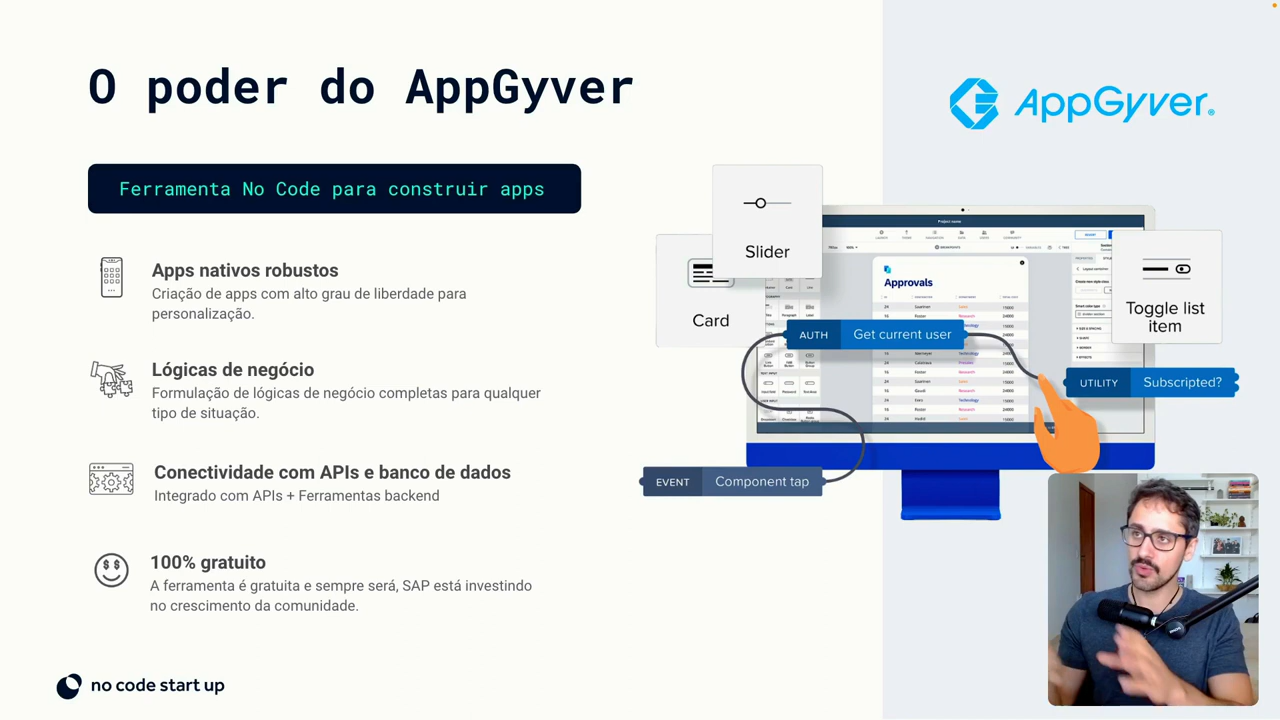 O poder do AppGyver
AppGyver®
Ferramenta No Code para construir apps
Apps nativos robustos
Criação de apps com alto grau de liberdade para
personalização.
Lógicas de negócio
Formulação de lógicas de negócio completas para qualquer
tipo de situação.
Conectividade com APIs e banco de dados
Integrado com APIs + Ferramentas backend
100% gratuito
A ferramenta é gratuita e sempre será, SAP está investindo
no crescimento da comunidade.
Slider
Card
Project name
Approvals
AUTH Get current user
Toggle list
item
UTILITY Subscripted?
EVENT Component tap
no code start up